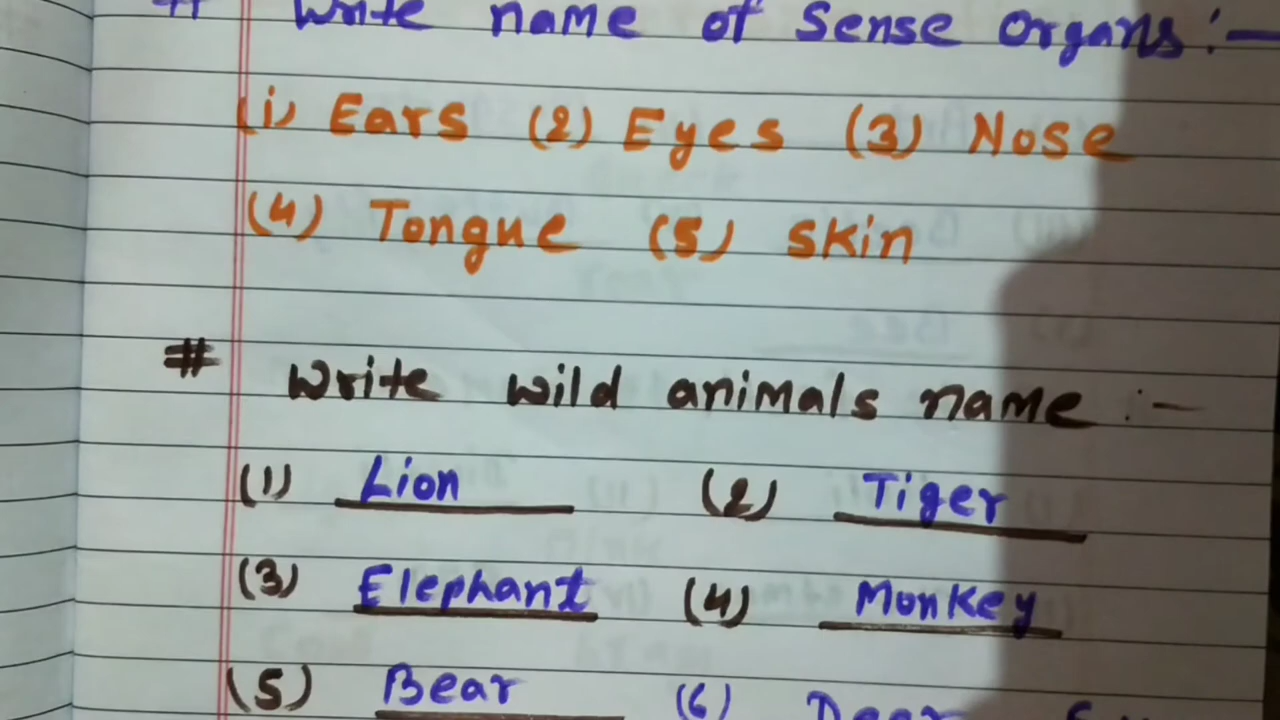 # Write name of Sense Organs :-
(i) Ears (2) Eyes (3) Nose
(4) Tongue (5) Skin
# Write wild animals name :-
(1) Lion (2) Tiger
(3) Elephant (4) Monkey
(5) Bear (6) Deer